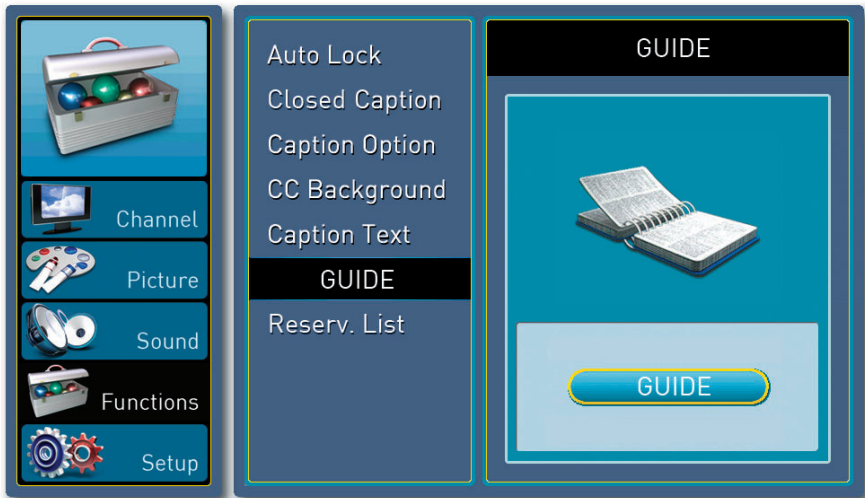 Channel
Picture
Sound
Functions
Setup
Auto Lock
Closed Caption
Caption Option
CC Background
Caption Text
GUIDE
Reserv. List
GUIDE
GUIDE